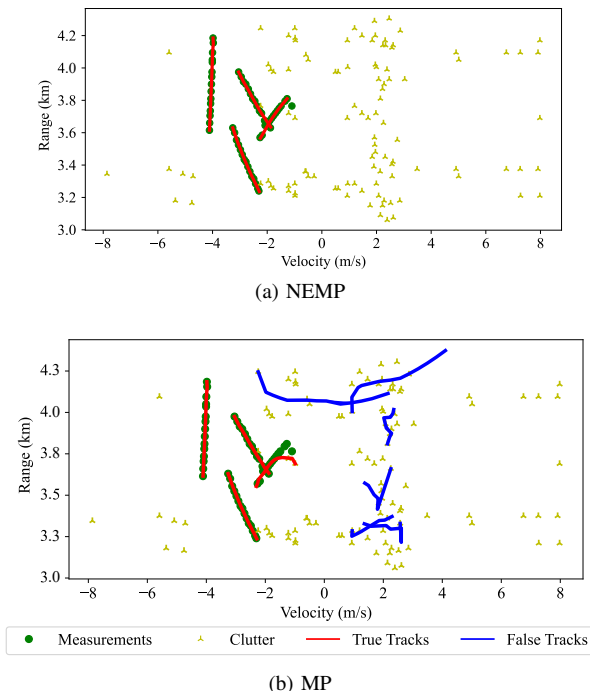 4.2
4.0
3.8
3.6
3.4
3.2
3.0
Range (km)
−8 −6 −4 −2 0 2 4 6 8
Velocity (m/s)
(a) NEMP
4.3
4.0
3.8
3.5
3.3
3.0
Range (km)
−8 −6 −4 −2 0 2 4 6 8
Velocity (m/s)
Measurements Clutter True Tracks False Tracks
(b) MP